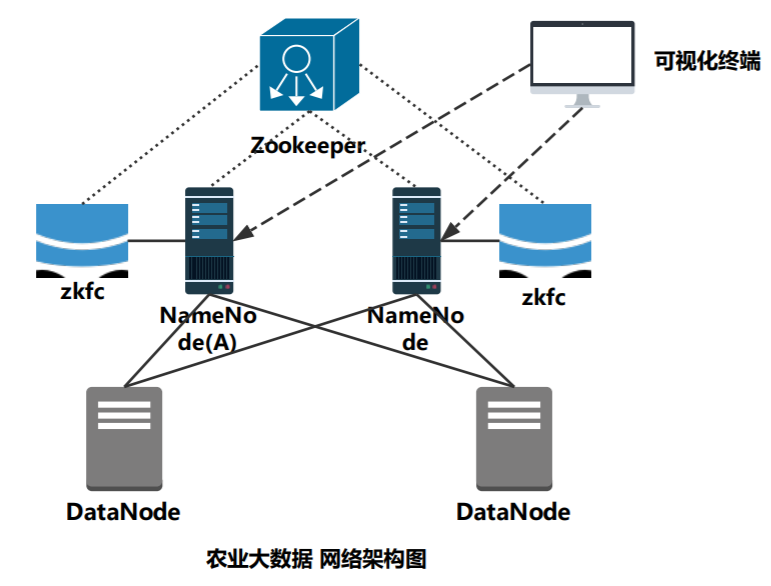 可视化终端
Zookeeper
zkfc
NameNo
de(A)
NameNo
de
zkfc
DataNode
DataNode
农业大数据 网络架构图